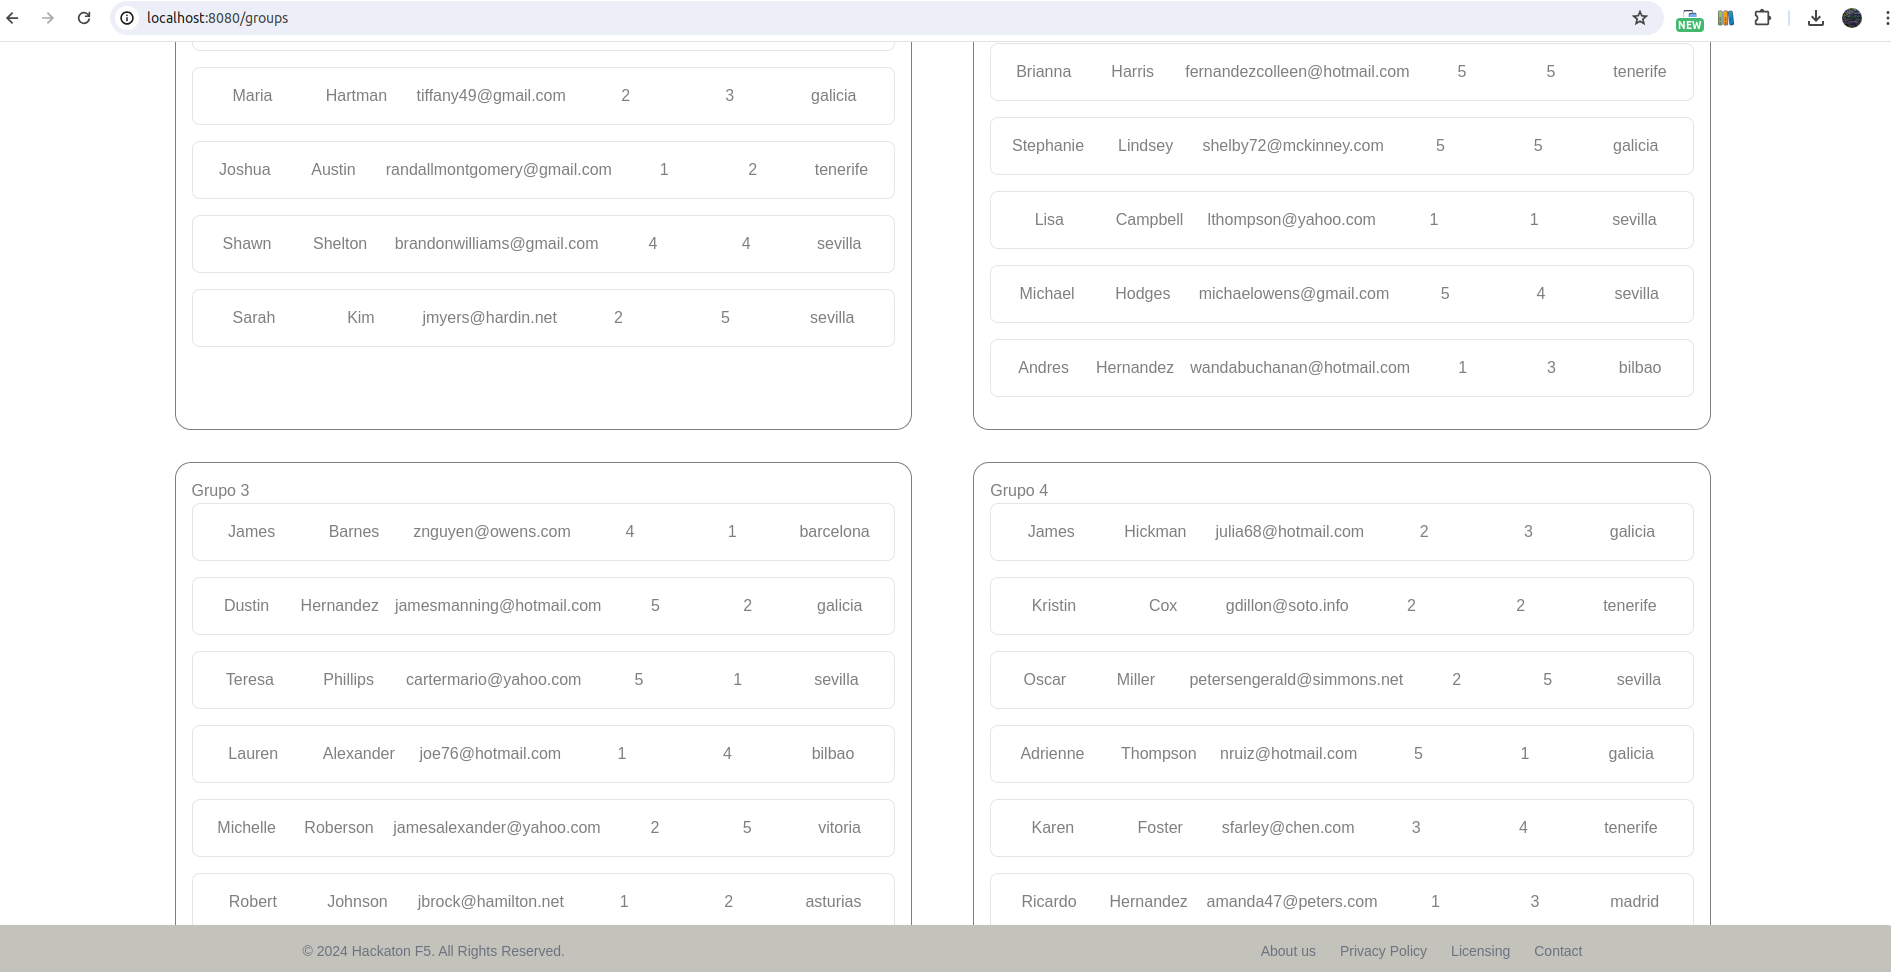 localhost:8080/groups
NEW
Maria Hartman tiffany49@gmail.com 2 3 galicia
Joshua Austin randallmontgomery@gmail.com 1 2 tenerife
Shawn Shelton brandonwilliams@gmail.com 4 4 sevilla
Sarah Kim jmyers@hardin.net 2 5 sevilla
Brianna Harris fernandezcolleen@hotmail.com 5 5 tenerife
Stephanie Lindsey shelby72@mckinney.com 5 5 galicia
Lisa Campbell lthompson@yahoo.com 1 1 sevilla
Michael Hodges michaelowens@gmail.com 5 4 sevilla
Andres Hernandez wandabuchanan@hotmail.com 1 3 bilbao
Grupo 3
James Barnes znguyen@owens.com 4 1 barcelona
Dustin Hernandez jamesmanning@hotmail.com 5 2 galicia
Teresa Phillips cartermario@yahoo.com 5 1 sevilla
Lauren Alexander joe76@hotmail.com 1 4 bilbao
Michelle Roberson jamesalexander@yahoo.com 2 5 vitoria
Robert Johnson jbrock@hamilton.net 1 2 asturias
Grupo 4
James Hickman julia68@hotmail.com 2 3 galicia
Kristin Cox gdillon@soto.info 2 2 tenerife
Oscar Miller petersengerald@simmons.net 2 5 sevilla
Adrienne Thompson nruiz@hotmail.com 5 1 galicia
Karen Foster sfarley@chen.com 3 4 tenerife
Ricardo Hernandez amanda47@peters.com 1 3 madrid
© 2024 Hackaton F5. All Rights Reserved.
About us Privacy Policy Licensing Contact